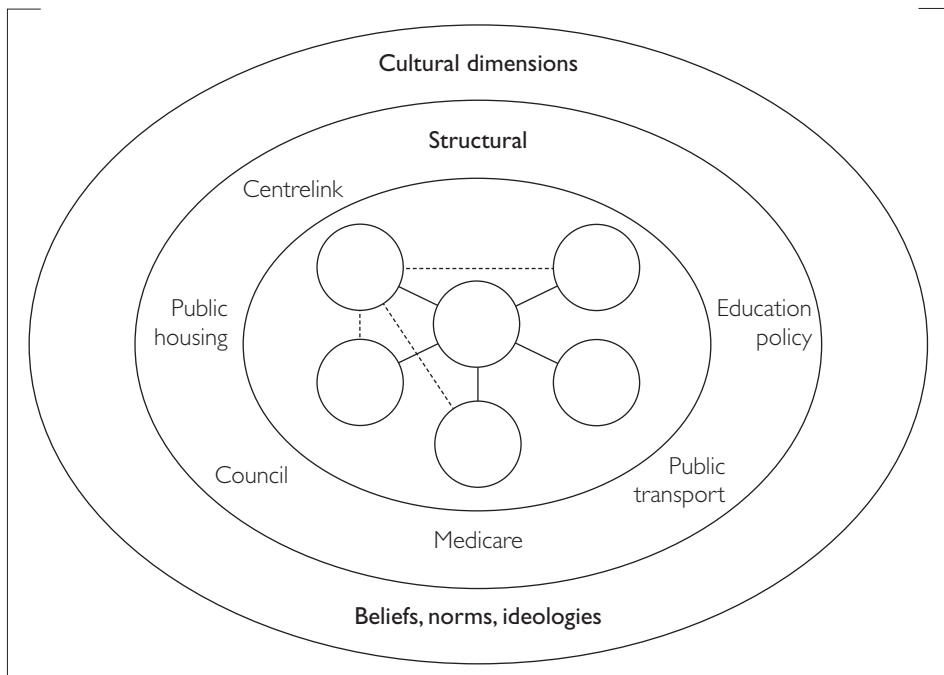 Cultural dimensions
Structural
Centrelink
Public
housing
Education
policy
Council
Public
transport
Medicare
Beliefs, norms, ideologies